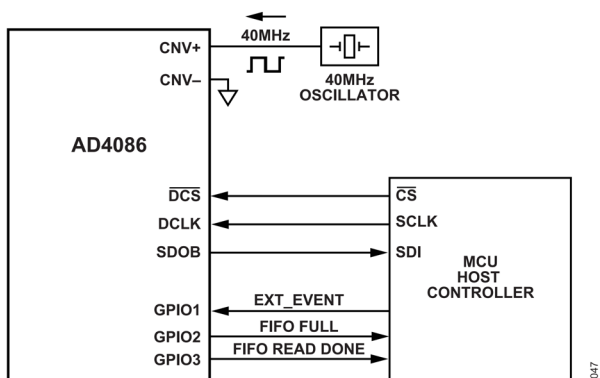 CNV+
40MHz
CNV–
40MHz
OSCILLATOR
AD4086
DCS
CS
DCLK
SCLK
SDOB
SDI
MCU
HOST
CONTROLLER
GPIO1
EXT_EVENT
GPIO2
FIFO FULL
GPIO3
FIFO READ DONE
047